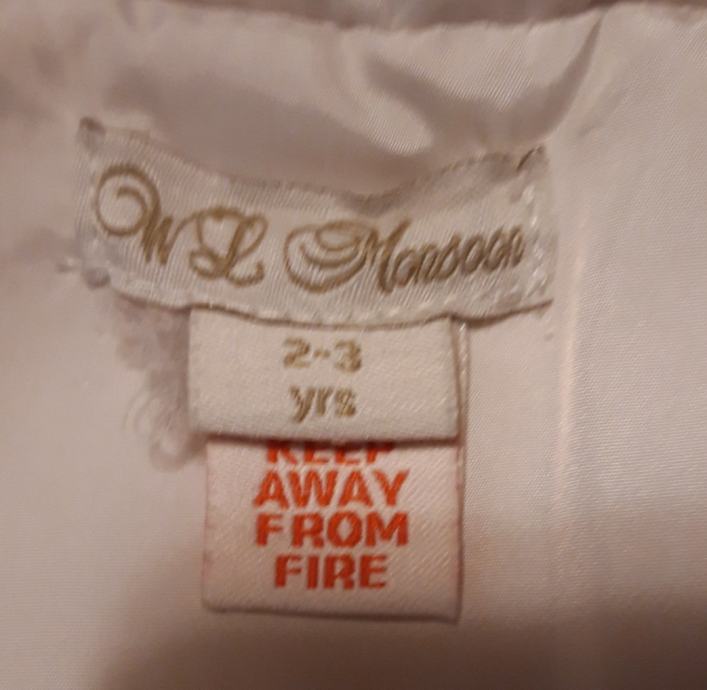 W L Monsoon
2-3
yrs
KEEP
AWAY
FROM
FIRE